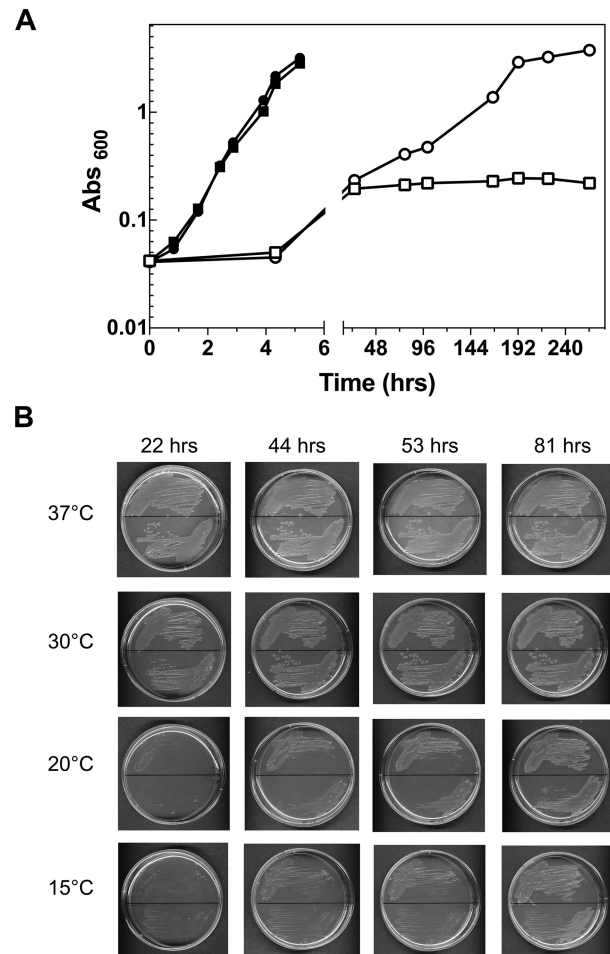 A
Abs 600
1
0.1
0.01
0 2 4 6 48 96 144 192 240
Time (hrs)
B
22 hrs 44 hrs 53 hrs 81 hrs
37°C
30°C
20°C
15°C